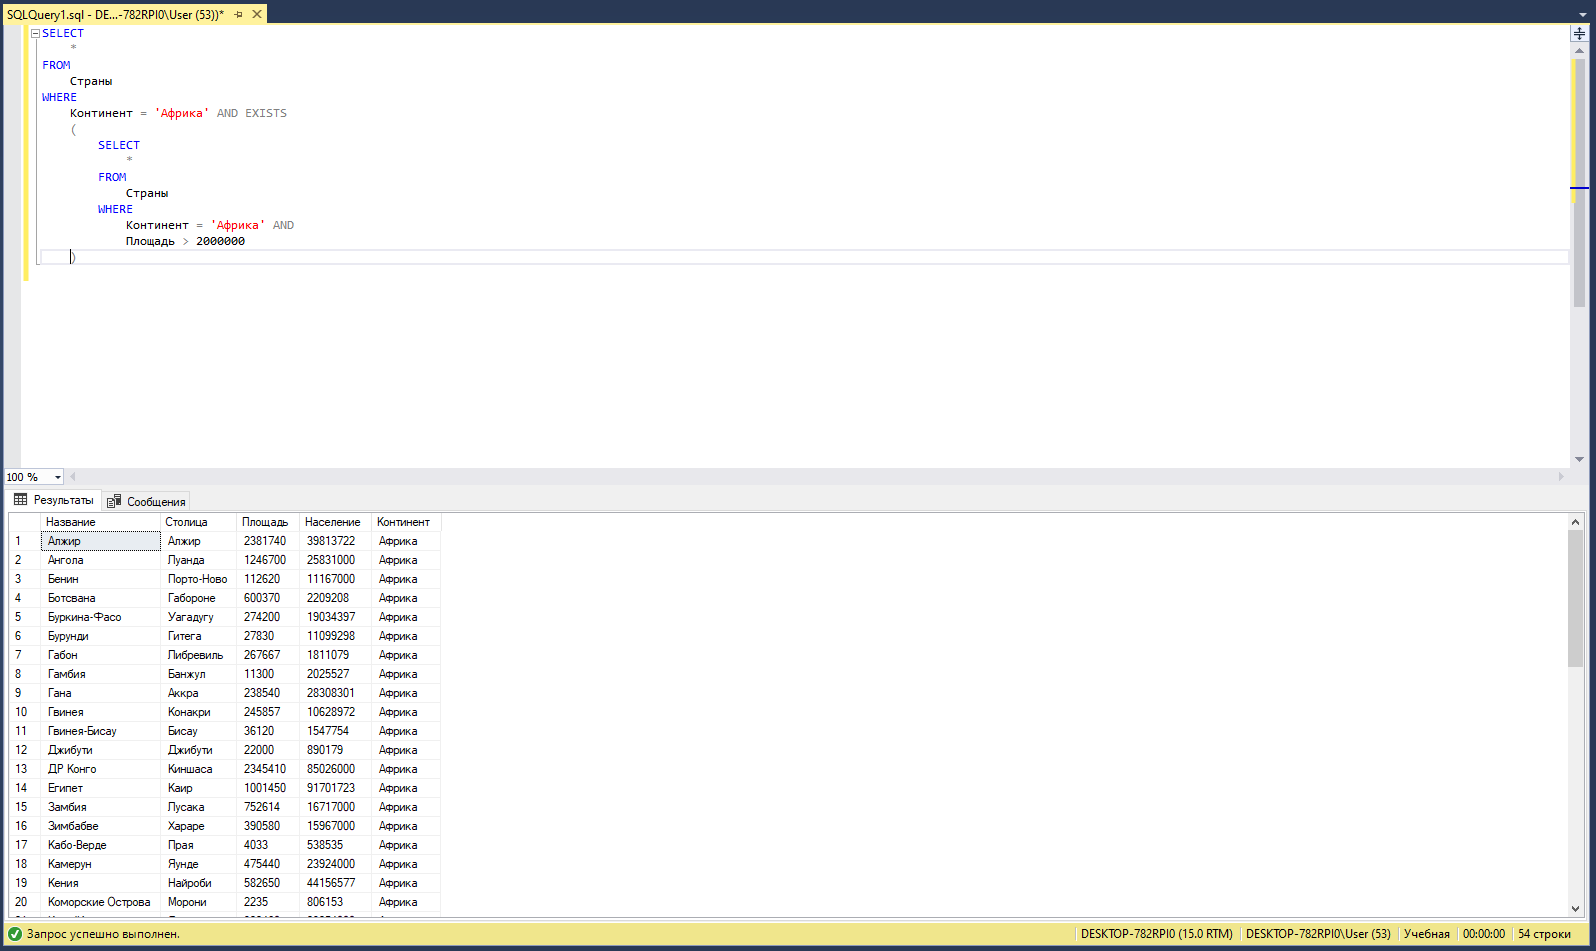 SQLQuery1.sql - DE...-782RPI0\User (53))*
SELECT
*
FROM
Страны
WHERE
Континент = 'Африка' AND EXISTS
(
SELECT
*
FROM
Страны
WHERE
Континент = 'Африка' AND
Площадь > 2000000
)
100 %
Результаты Сообщения
Название Столица Площадь Население Континент
1 Алжир Алжир 2381740 39813722 Африка
2 Ангола Луанда 1246700 25831000 Африка
3 Бенин Порто-Ново 112620 11167000 Африка
4 Ботсвана Габороне 600370 2209208 Африка
5 Буркина-Фасо Уагадугу 274200 19034397 Африка
6 Бурунди Гитега 27830 11099298 Африка
7 Габон Либревиль 267667 1811079 Африка
8 Гамбия Банжул 11300 2025527 Африка
9 Гана Аккра 238540 28308301 Африка
10 Гвинея Конакри 245857 10628972 Африка
11 Гвинея-Бисау Бисау 36120 1547754 Африка
12 Джибути Джибути 22000 890179 Африка
13 ДР Конго Киншаса 2345410 85026000 Африка
14 Египет Каир 1001450 91701723 Африка
15 Замбия Лусака 752614 16717000 Африка
16 Зимбабве Хараре 390580 15967000 Африка
17 Кабо-Верде Прая 4033 538535 Африка
18 Камерун Яунде 475440 23924000 Африка
19 Кения Найроби 582650 44156577 Африка
20 Коморские Острова Морони 2235 806153 Африка
Запрос успешно выполнен. DESKTOP-782RPI0 (15.0 RTM) DESKTOP-782RPI0\User (53) Учебная 00:00:00 54 строки